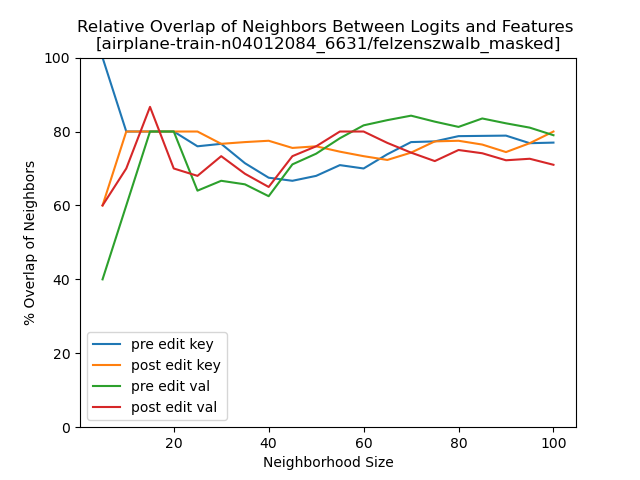 Relative Overlap of Neighbors Between Logits and Features
[airplane-train-n04012084_6631/felzenszwalb_masked]
% Overlap of Neighbors
100
80
60
40
20
0
pre edit key
post edit key
pre edit val
post edit val
20 40 60 80 100
Neighborhood Size